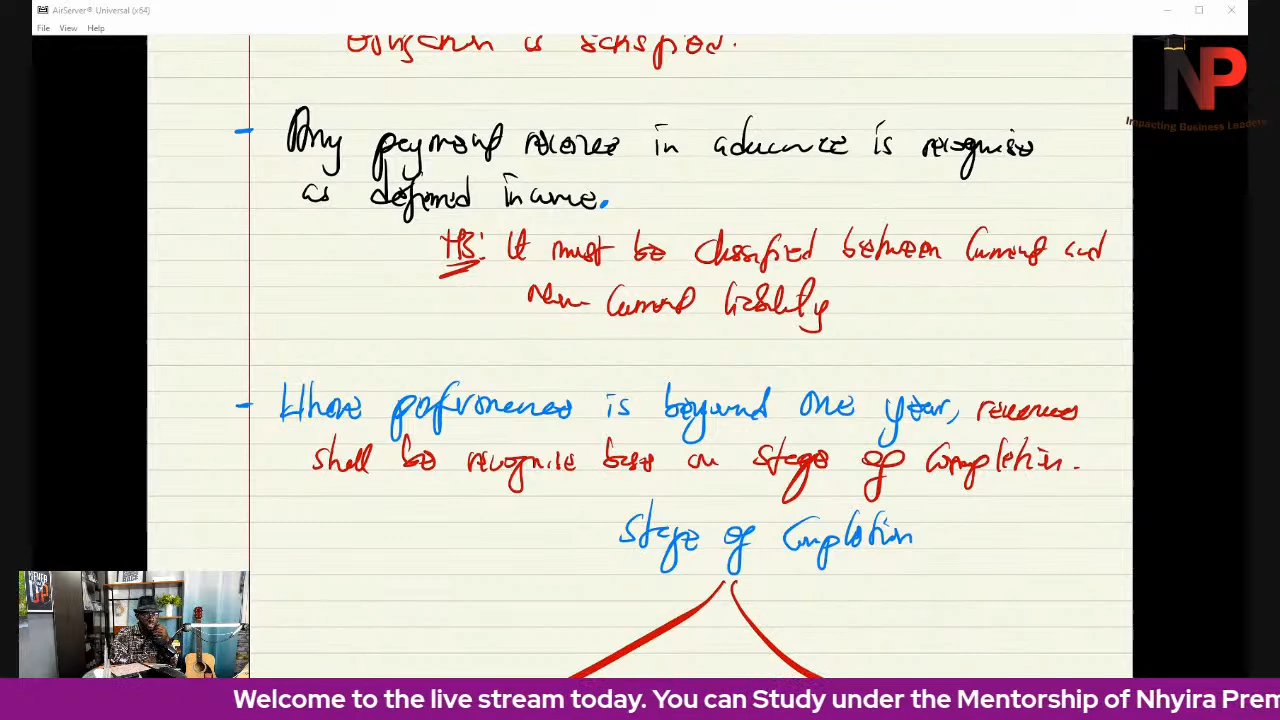 AirServer® Universal (x64)
File View Help
obligation is satisfied.
NP
Impacting Business Leaders
- Any payment received in advance is recognise
as deferred income.
NB: It must be classified between Current and
Non-Current liability
- Where performance is beyond one year, revenues
shall be recognise base on stage of Completion.
Stage of Completion
Welcome to the live stream today. You can Study under the Mentorship of Nhyira Prem